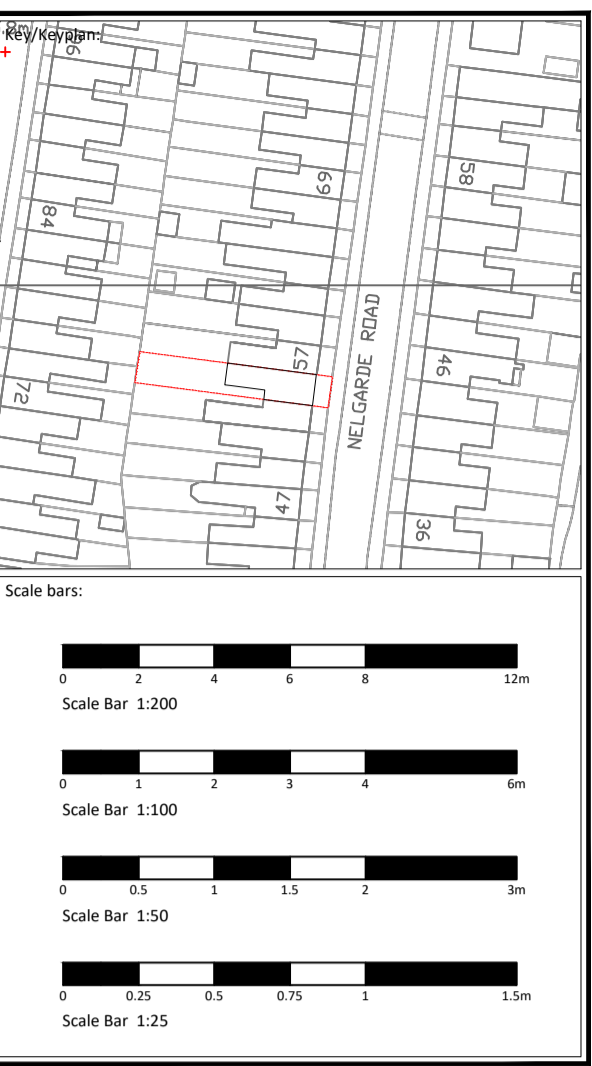 Key/Keyplan:
96
69
58
84
NELGARDE ROAD
57
46
72
47
36
Scale bars:
0 2 4 6 8 12m
Scale Bar 1:200
0 1 2 3 4 6m
Scale Bar 1:100
0 0.5 1 1.5 2 3m
Scale Bar 1:50
0 0.25 0.5 0.75 1 1.5m
Scale Bar 1:25